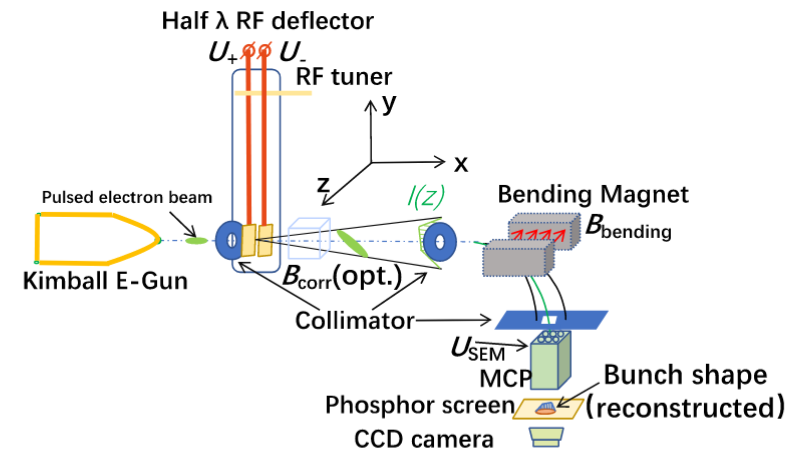 Half λ RF deflector
U+ U-
RF tuner
y
x
z
I(z)
Pulsed electron beam
Bending Magnet
Bbending
Kimball E-Gun
Bcorr(opt.)
Collimator
USEM
MCP
Bunch shape
Phosphor screen
(reconstructed)
CCD camera